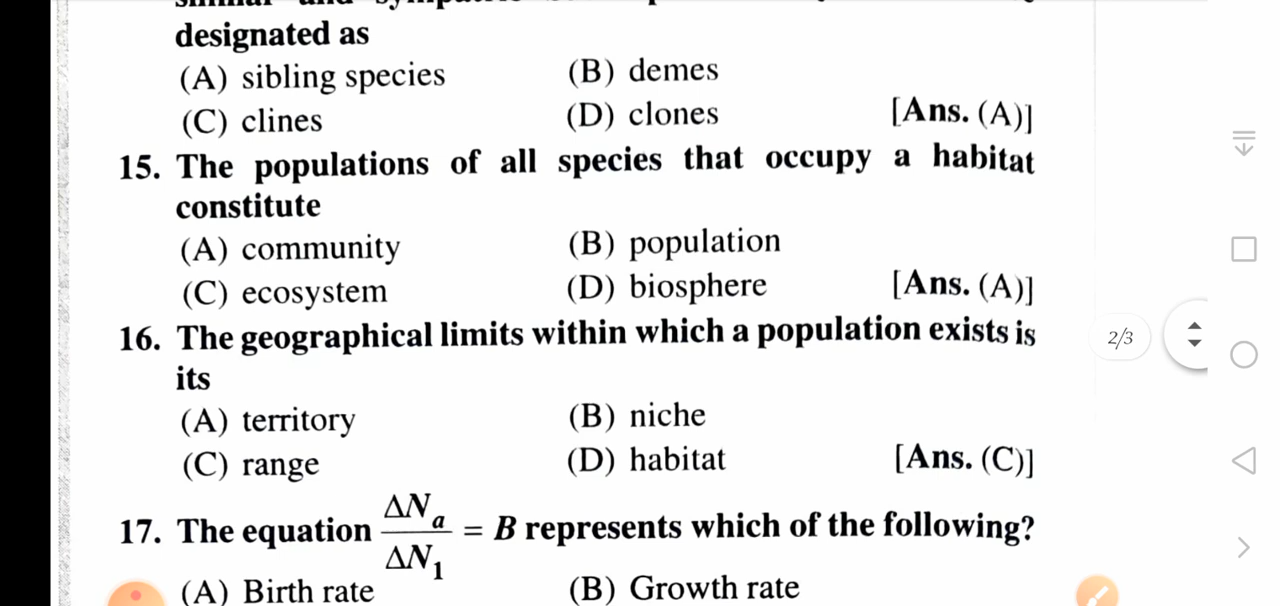 designated as
(A) sibling species (B) demes
(C) clines (D) clones [Ans. (A)]
15. The populations of all species that occupy a habitat
constitute
(A) community (B) population
(C) ecosystem (D) biosphere [Ans. (A)]
16. The geographical limits within which a population exists is
its
(A) territory (B) niche
(C) range (D) habitat [Ans. (C)]
2/3
17. The equation ΔNa/ΔN1 = B represents which of the following?
(A) Birth rate (B) Growth rate